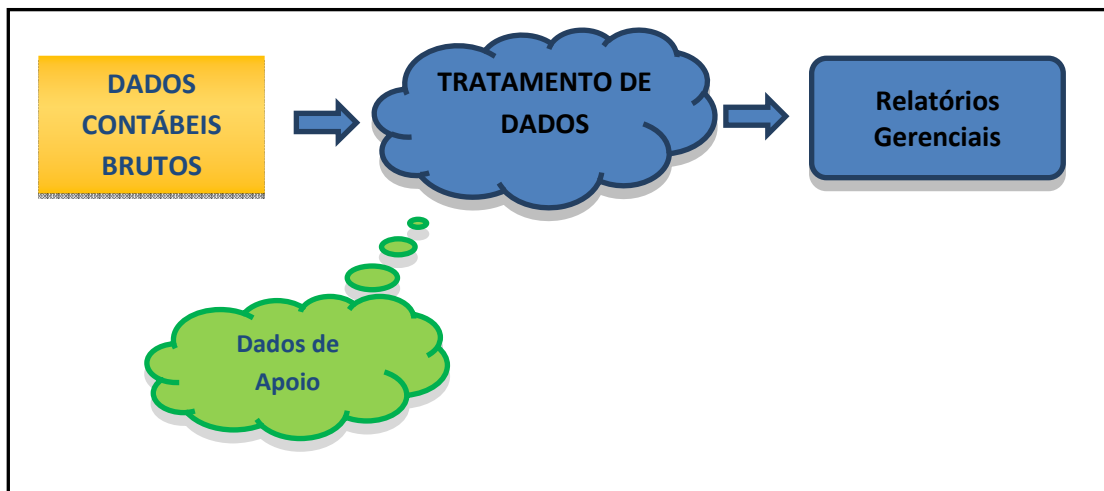 DADOS
CONTÁBEIS
BRUTOS
TRATAMENTO DE
DADOS
Relatórios
Gerenciais
Dados de
Apoio